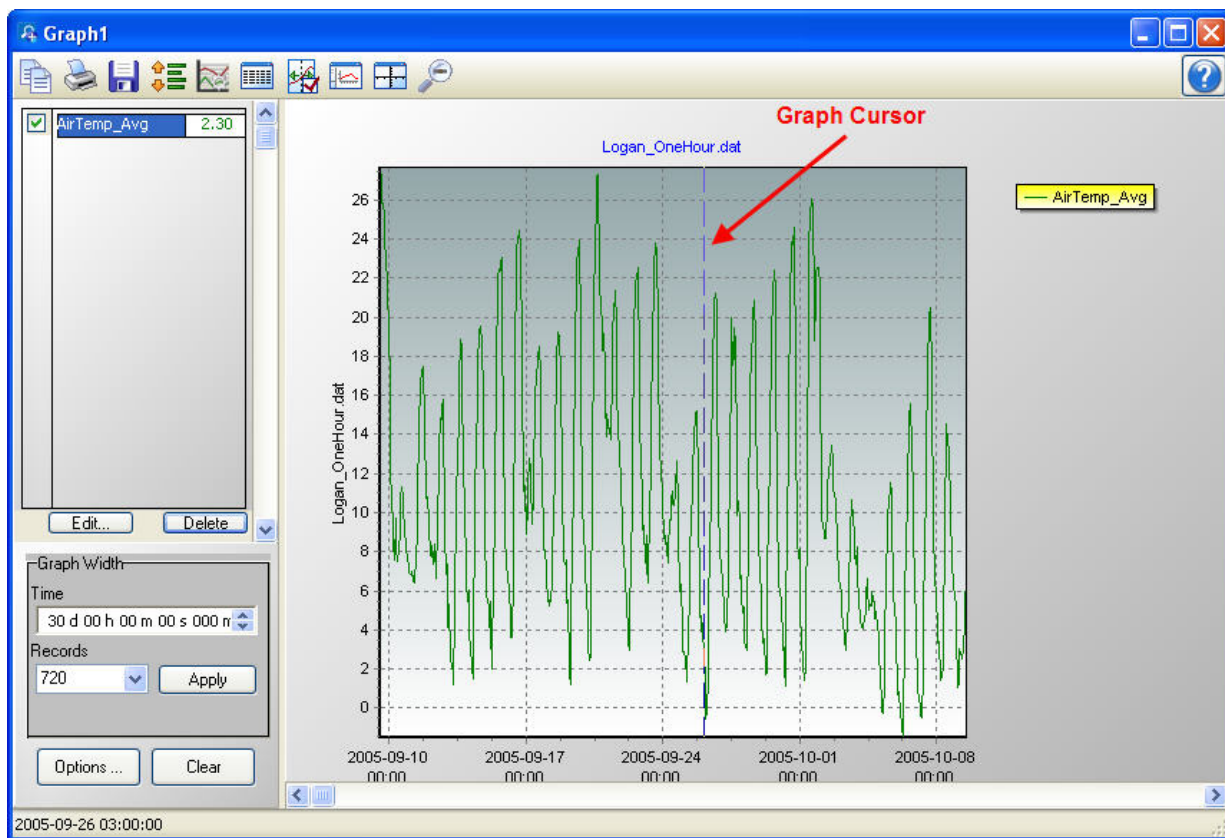 Graph1
AirTemp_Avg 2.30
Edit... Delete
Graph Width
Time
30 d 00 h 00 m 00 s 000 m
Records
720 Apply
Options ... Clear
Graph Cursor
Logan_OneHour.dat
AirTemp_Avg
Logan_OneHour.dat
26
24
22
20
18
16
14
12
10
8
6
4
2
0
2005-09-10 2005-09-17 2005-09-24 2005-10-01 2005-10-08
00:00 00:00 00:00 00:00 00:00
2005-09-26 03:00:00